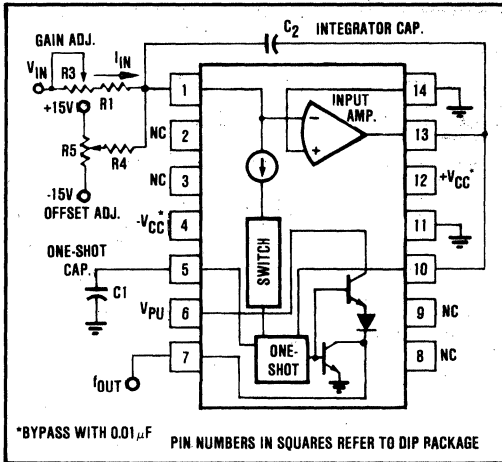 C2 INTEGRATOR CAP.
GAIN ADJ.
VIN
IIN
R3
R1
+15V
R5
R4
-15V
OFFSET ADJ.
ONE-SHOT
CAP.
C1
VPU
fOUT
NC
NC
-VCC*
1
2
3
4
5
6
7
INPUT
AMP.
-
+
SWITCH
ONE-
SHOT
14
13
12
11
10
9
8
+VCC*
NC
NC
*BYPASS WITH 0.01µF
PIN NUMBERS IN SQUARES REFER TO DIP PACKAGE